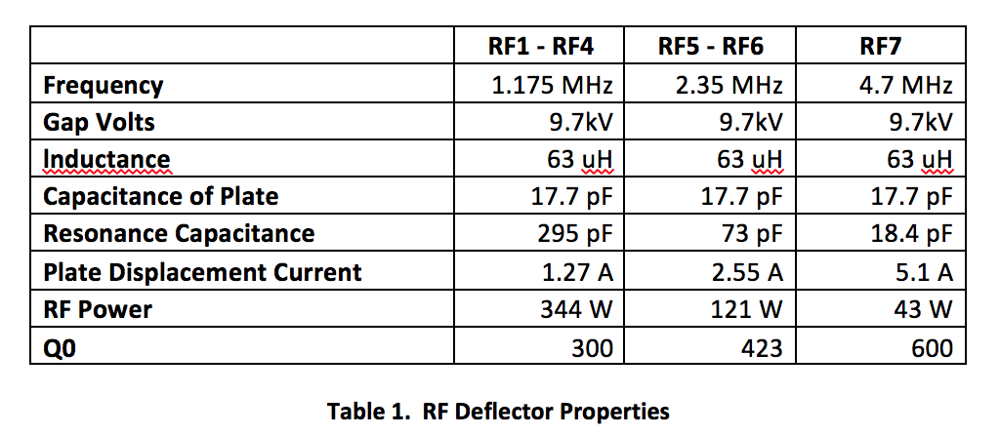 RF1 - RF4 RF5 - RF6 RF7
Frequency 1.175 MHz 2.35 MHz 4.7 MHz
Gap Volts 9.7kV 9.7kV 9.7kV
Inductance 63 uH 63 uH 63 uH
Capacitance of Plate 17.7 pF 17.7 pF 17.7 pF
Resonance Capacitance 295 pF 73 pF 18.4 pF
Plate Displacement Current 1.27 A 2.55 A 5.1 A
RF Power 344 W 121 W 43 W
Q0 300 423 600
Table 1. RF Deflector Properties